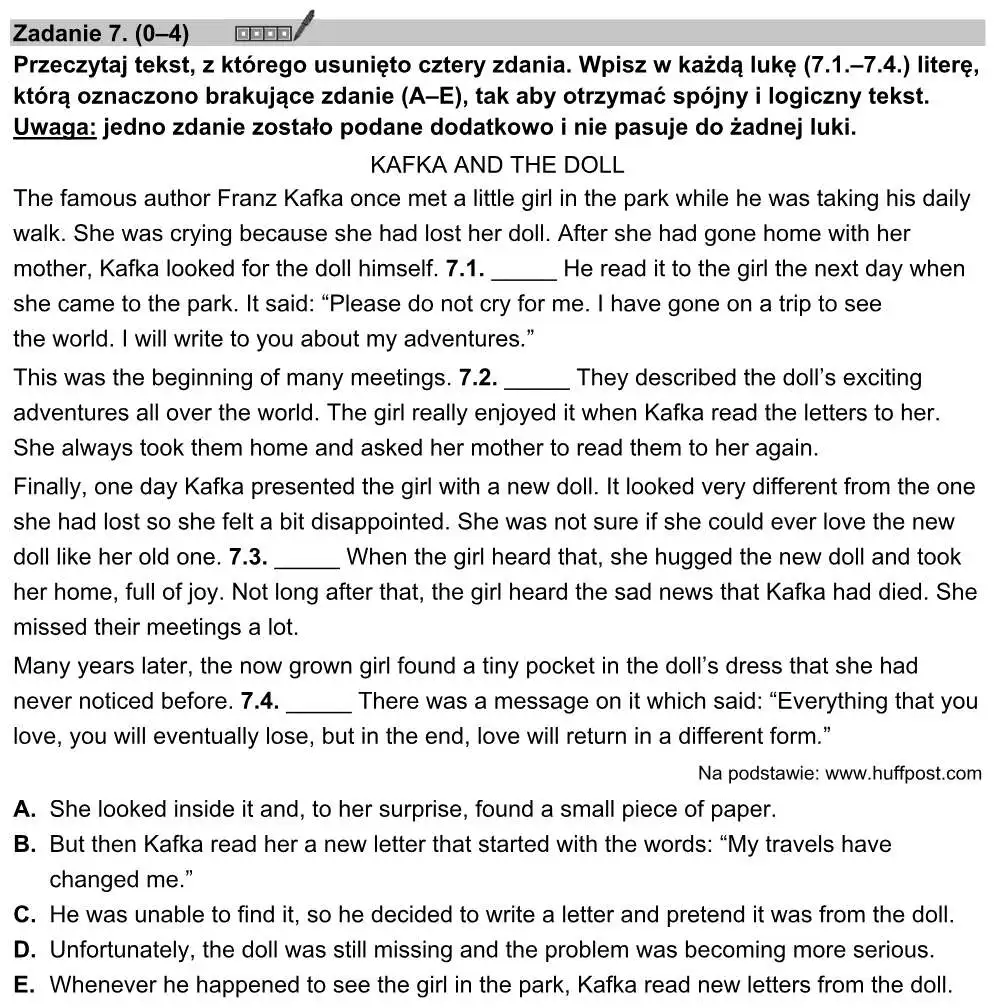 Zadanie 7. (0–4)
Przeczytaj tekst, z którego usunięto cztery zdania. Wpisz w każdą lukę (7.1.–7.4.) literę,
którą oznaczono brakujące zdanie (A–E), tak aby otrzymać spójny i logiczny tekst.
Uwaga: jedno zdanie zostało podane dodatkowo i nie pasuje do żadnej luki.
KAFKA AND THE DOLL
The famous author Franz Kafka once met a little girl in the park while he was taking his daily
walk. She was crying because she had lost her doll. After she had gone home with her
mother, Kafka looked for the doll himself. 7.1. _____ He read it to the girl the next day when
she came to the park. It said: “Please do not cry for me. I have gone on a trip to see
the world. I will write to you about my adventures.”
This was the beginning of many meetings. 7.2. _____ They described the doll’s exciting
adventures all over the world. The girl really enjoyed it when Kafka read the letters to her.
She always took them home and asked her mother to read them to her again.
Finally, one day Kafka presented the girl with a new doll. It looked very different from the one
she had lost so she felt a bit disappointed. She was not sure if she could ever love the new
doll like her old one. 7.3. _____ When the girl heard that, she hugged the new doll and took
her home, full of joy. Not long after that, the girl heard the sad news that Kafka had died. She
missed their meetings a lot.
Many years later, the now grown girl found a tiny pocket in the doll’s dress that she had
never noticed before. 7.4. _____ There was a message on it which said: “Everything that you
love, you will eventually lose, but in the end, love will return in a different form.”
Na podstawie: www.huffpost.com
A. She looked inside it and, to her surprise, found a small piece of paper.
B. But then Kafka read her a new letter that started with the words: “My travels have
changed me.”
C. He was unable to find it, so he decided to write a letter and pretend it was from the doll.
D. Unfortunately, the doll was still missing and the problem was becoming more serious.
E. Whenever he happened to see the girl in the park, Kafka read new letters from the doll.